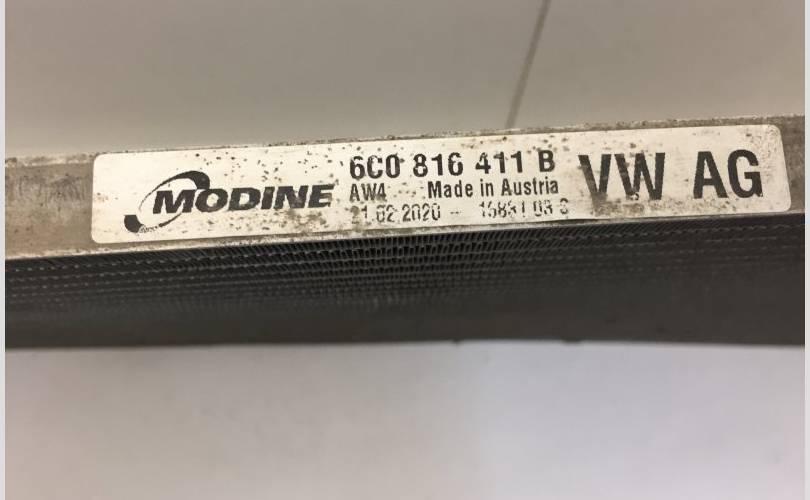 MODINE
6C0 816 411 B
AW4 Made in Austria
21.02.2020 -
VW AG